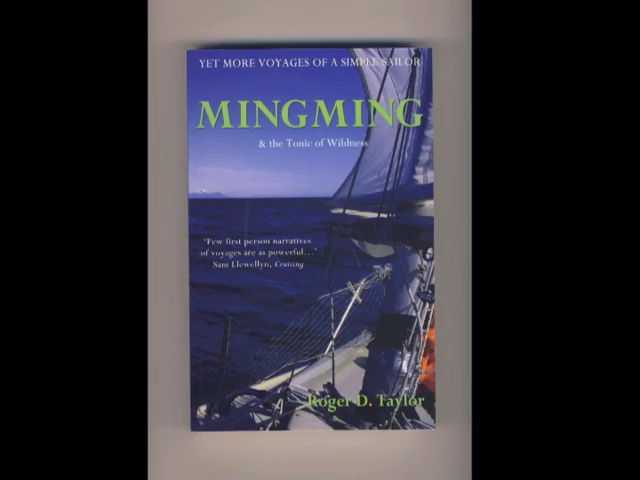 YET MORE VOYAGES OF A SIMPLE SAILOR
MINGMING
& the Tonic of Wildness
'Few first person narratives
of voyages are as powerful…'
Sam Llewellyn, Cruising
Roger D. Taylor